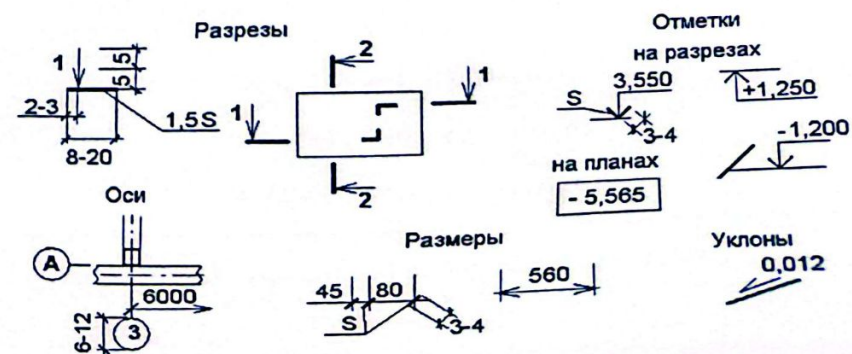 Разрезы
1
5
5
2-3
1,5S
8-20
2
1
1
2
Отметки
на разрезах
3,550
S
3-4
+1,250
-1,200
на планах
- 5,565
Оси
А
6000
6-12
3
Размеры
45
80
S
3-4
560
Уклоны
0,012